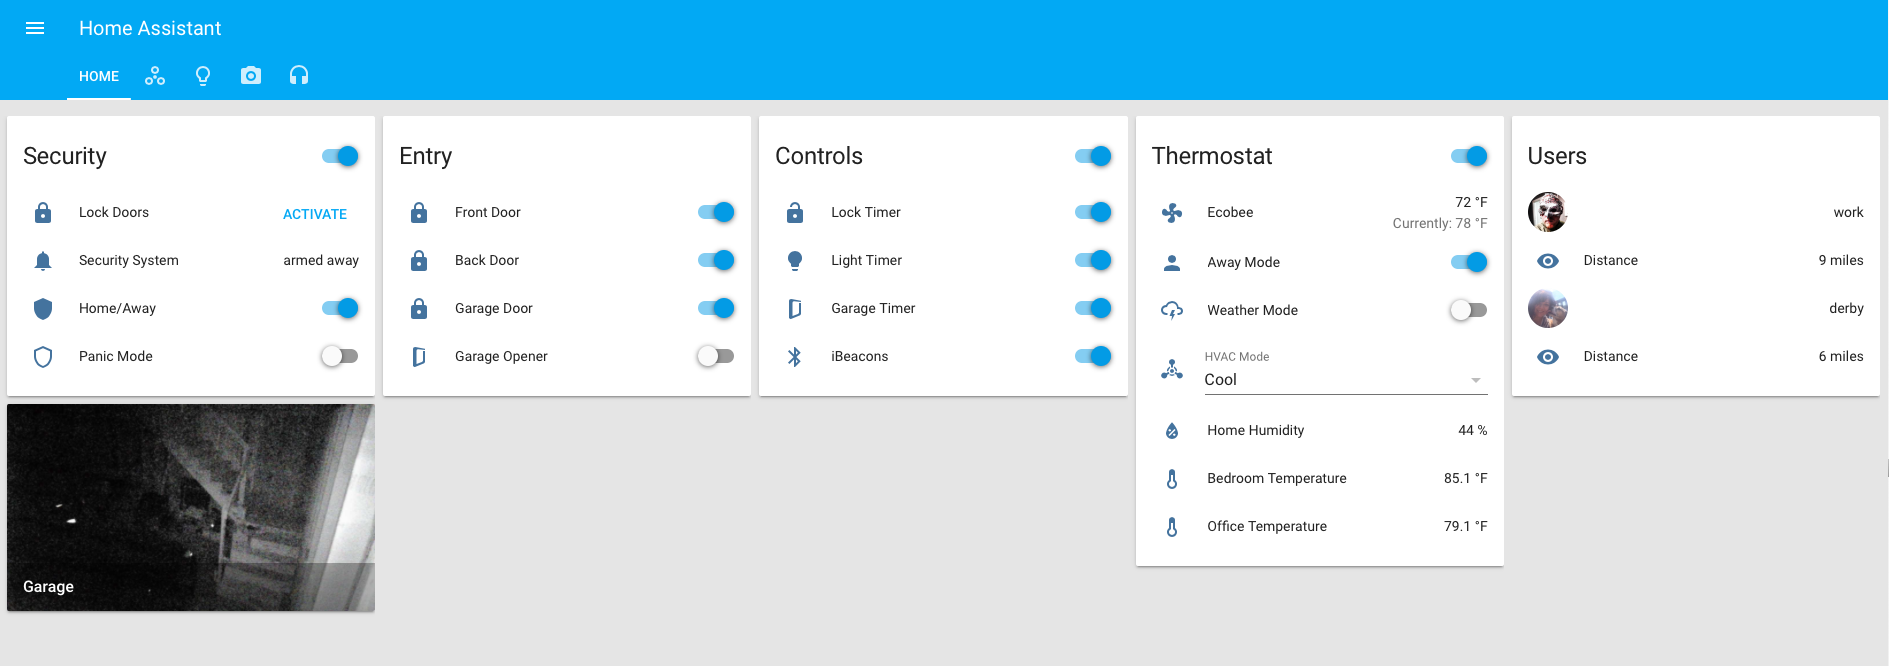 Home Assistant
HOME
Security
Lock Doors ACTIVATE
Security System armed away
Home/Away
Panic Mode
Garage
Entry
Front Door
Back Door
Garage Door
Garage Opener
Controls
Lock Timer
Light Timer
Garage Timer
iBeacons
Thermostat
Ecobee 72 °F
Currently: 78 °F
Away Mode
Weather Mode
HVAC Mode
Cool
Home Humidity 44 %
Bedroom Temperature 85.1 °F
Office Temperature 79.1 °F
Users
work
Distance 9 miles
derby
Distance 6 miles